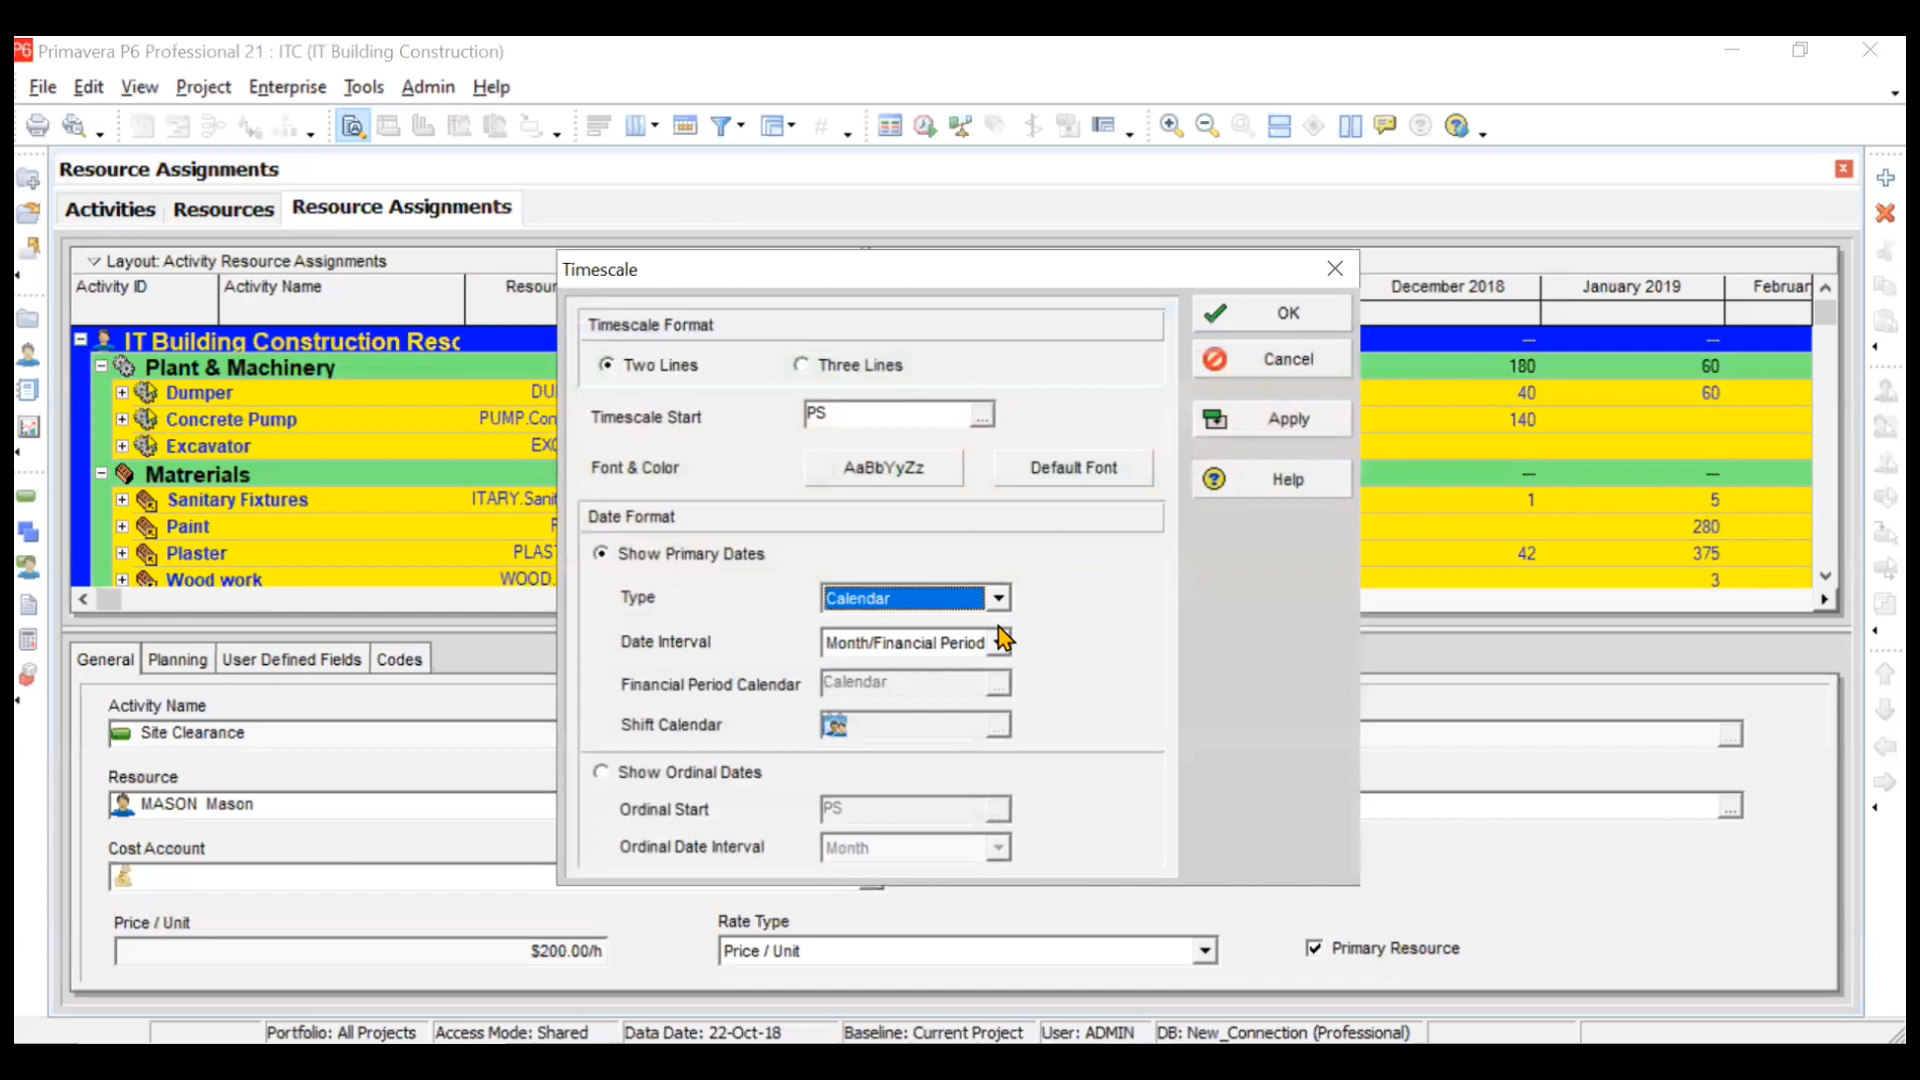 P6 Primavera P6 Professional 21 : ITC (IT Building Construction)
File Edit View Project Enterprise Tools Admin Help
Resource Assignments
Activities Resources Resource Assignments
Layout: Activity Resource Assignments
Activity ID Activity Name Resour December 2018 January 2019 Februar
IT Building Construction Resc --- ---
Plant & Machinery 180 60
Dumper DU 40 60
Concrete Pump PUMP.Con 140
Excavator EXC
Matrerials --- ---
Sanitary Fixtures ITARY.Sanit 1 5
Paint 280
Plaster PLAST 42 375
Wood work WOOD. 3
Timescale
Timescale Format
Two Lines Three Lines
Timescale Start PS ...
Font & Color AaBbYyZz Default Font
Date Format
Show Primary Dates
Type Calendar
Date Interval Month/Financial Period
Financial Period Calendar Calendar ...
Shift Calendar ...
Show Ordinal Dates
Ordinal Start PS
Ordinal Date Interval Month
OK
Cancel
Apply
Help
General Planning User Defined Fields Codes
Activity Name
Site Clearance ...
Resource
MASON Mason ...
Cost Account
Price / Unit Rate Type
$200.00/h Price / Unit Primary Resource
Portfolio: All Projects Access Mode: Shared Data Date: 22-Oct-18 Baseline: Current Project User: ADMIN DB: New_Connection (Professional)